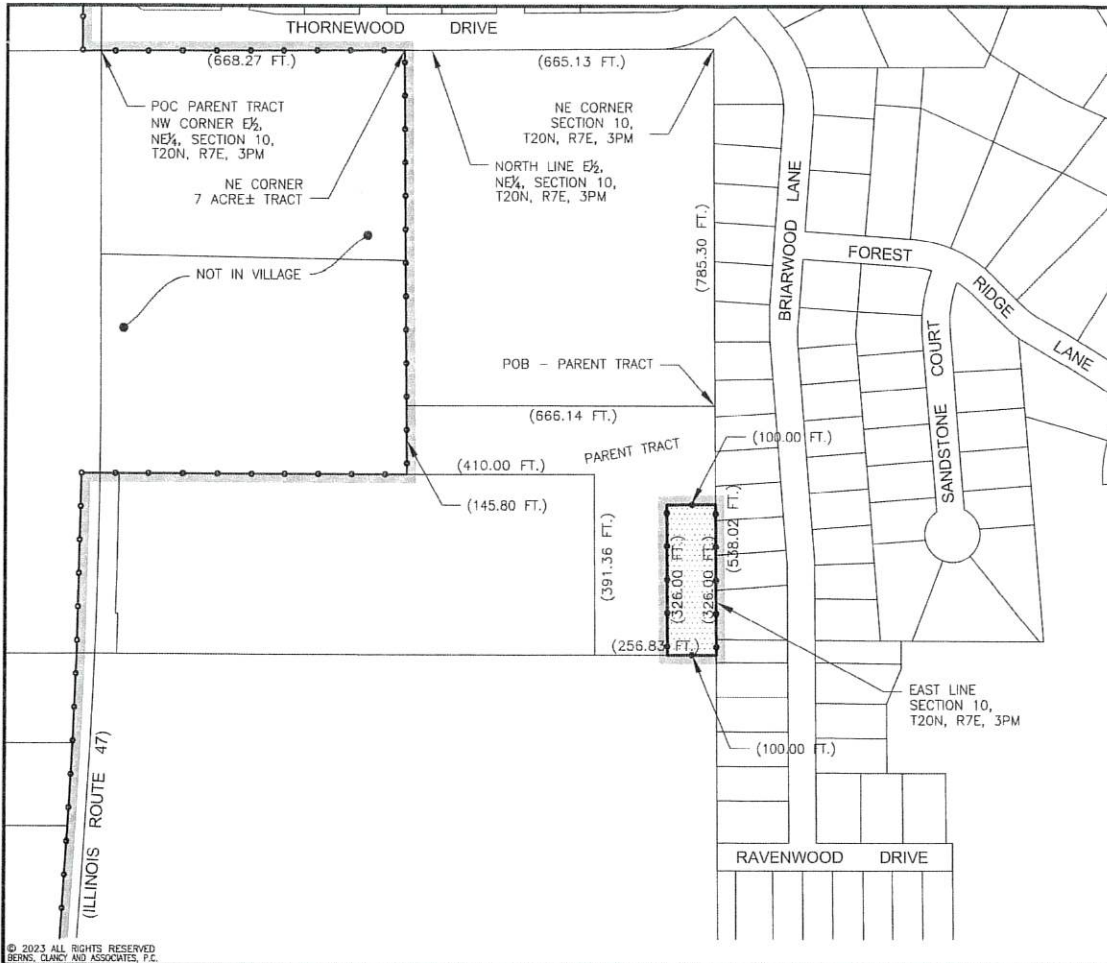 THORNEWOOD DRIVE
(668.27 FT.)
(665.13 FT.)
POC PARENT TRACT
NW CORNER E½,
NE¼, SECTION 10,
T20N, R7E, 3PM
NE CORNER
SECTION 10,
T20N, R7E, 3PM
NE CORNER
7 ACRE± TRACT
NORTH LINE E½,
NE¼, SECTION 10,
T20N, R7E, 3PM
NOT IN VILLAGE
(785.30 FT.)
BRIARWOOD LANE
FOREST RIDGE LANE
SANDSTONE COURT
POB - PARENT TRACT
(666.14 FT.)
PARENT TRACT
(100.00 FT.)
(410.00 FT.)
(145.80 FT.)
(391.36 FT.)
(326.00 FT.)
(326.00 FT.)
(538.02 FT.)
(256.83 FT.)
EAST LINE
SECTION 10,
T20N, R7E, 3PM
(100.00 FT.)
(ILLINOIS ROUTE 47)
RAVENWOOD DRIVE
© 2023 ALL RIGHTS RESERVED
BERNS, CLANCY AND ASSOCIATES, P.C.